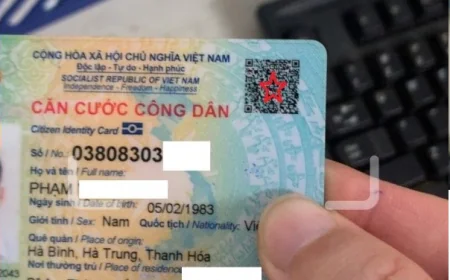 CỘNG HÒA XÃ HỘI CHỦ NGHĨA VIỆT NAM
Độc lập - Tự do - Hạnh phúc
SOCIALIST REPUBLIC OF VIET NAM
Independence - Freedom - Happiness
CĂN CƯỚC CÔNG DÂN
Citizen Identity Card
Số / No.: 03808303
Họ và tên / Full name:
PHẠM
Ngày sinh / Date of birth: 05/02/1983
Giới tính / Sex: Nam Quốc tịch / Nationality: Vi
Quê quán / Place of origin:
Hà Bình, Hà Trung, Thanh Hóa
Nơi thường trú / Place of residence